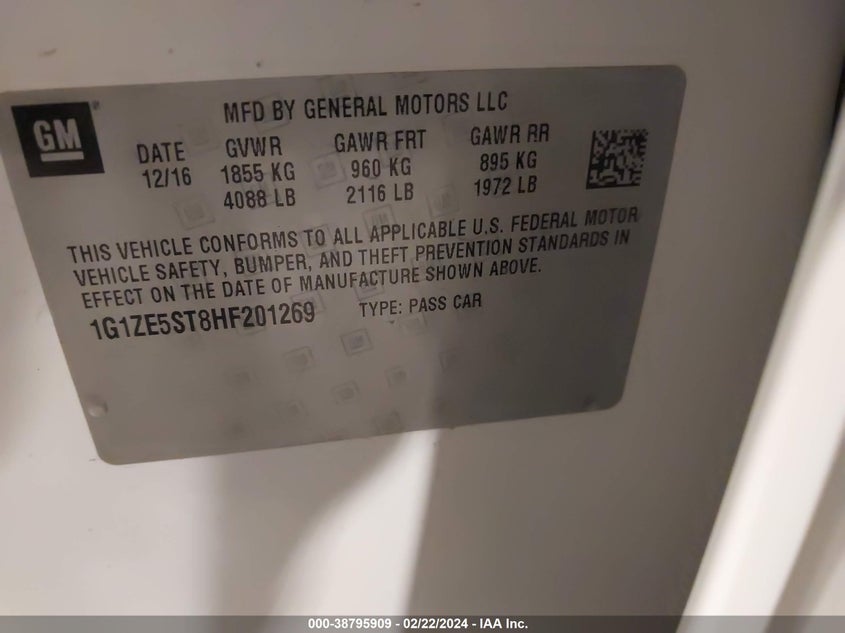 GM
MFD BY GENERAL MOTORS LLC
DATE GVWR GAWR FRT GAWR RR
12/16 1855 KG 960 KG 895 KG
4088 LB 2116 LB 1972 LB
THIS VEHICLE CONFORMS TO ALL APPLICABLE U.S. FEDERAL MOTOR
VEHICLE SAFETY, BUMPER, AND THEFT PREVENTION STANDARDS IN
EFFECT ON THE DATE OF MANUFACTURE SHOWN ABOVE.
1G1ZE5ST8HF201269 TYPE: PASS CAR
000-38795909 - 02/22/2024 - IAA Inc.